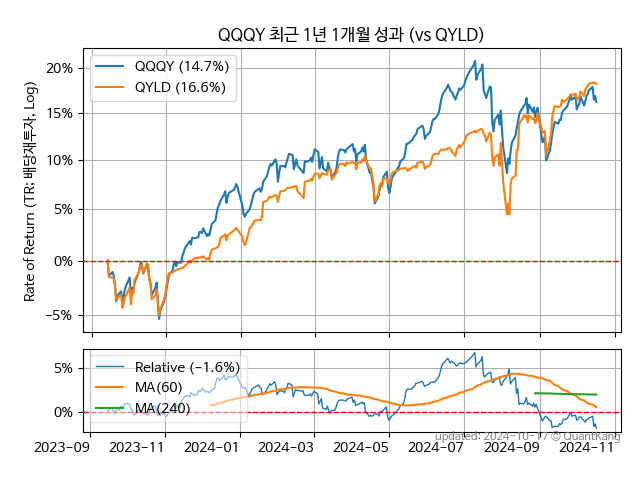 QQQY 최근 1년 1개월 성과 (vs QYLD)
Rate of Return (TR: 배당재투자, Log)
20%
15%
10%
5%
0%
−5%
QQQY (14.7%)
QYLD (16.6%)
5%
0%
Relative (−1.6%)
MA(60)
MA(240)
2023-09
2023-11
2024-01
2024-03
2024-05
2024-07
2024-09
2024-11
updated: 2024-10-17 © QuantKang